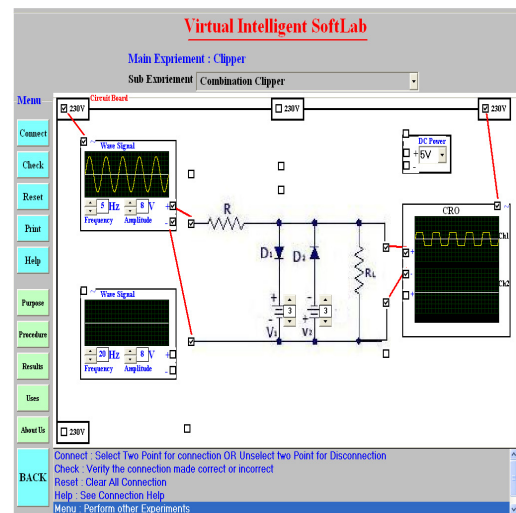 Virtual Intelligent SoftLab
Main Expriement : Clipper
Sub Expriement Combination Clipper
Menu
Circuit Board
230V
230V
230V
Connect
Check
Reset
Print
Help
Purpose
Procedure
Results
Uses
About Us
BACK
~ Wave Signal
5 Hz 8 V +
Frequency Amplitude -
~ Wave Signal
20 Hz 8 V +
Frequency Amplitude -
230V
R
D1 D2
RL
+ 3 - 3
- +
V1 V2
DC Power
+ 5V
-
CRO
~
Ch1
+
-
Ch2
+
Connect : Select Two Point for connection OR Unselect two Point for Disconnection
Check : Verify the connection made correct or incorrect
Reset : Clear All Connection
Help : See Connection Help
Menu : Perform other Experiments